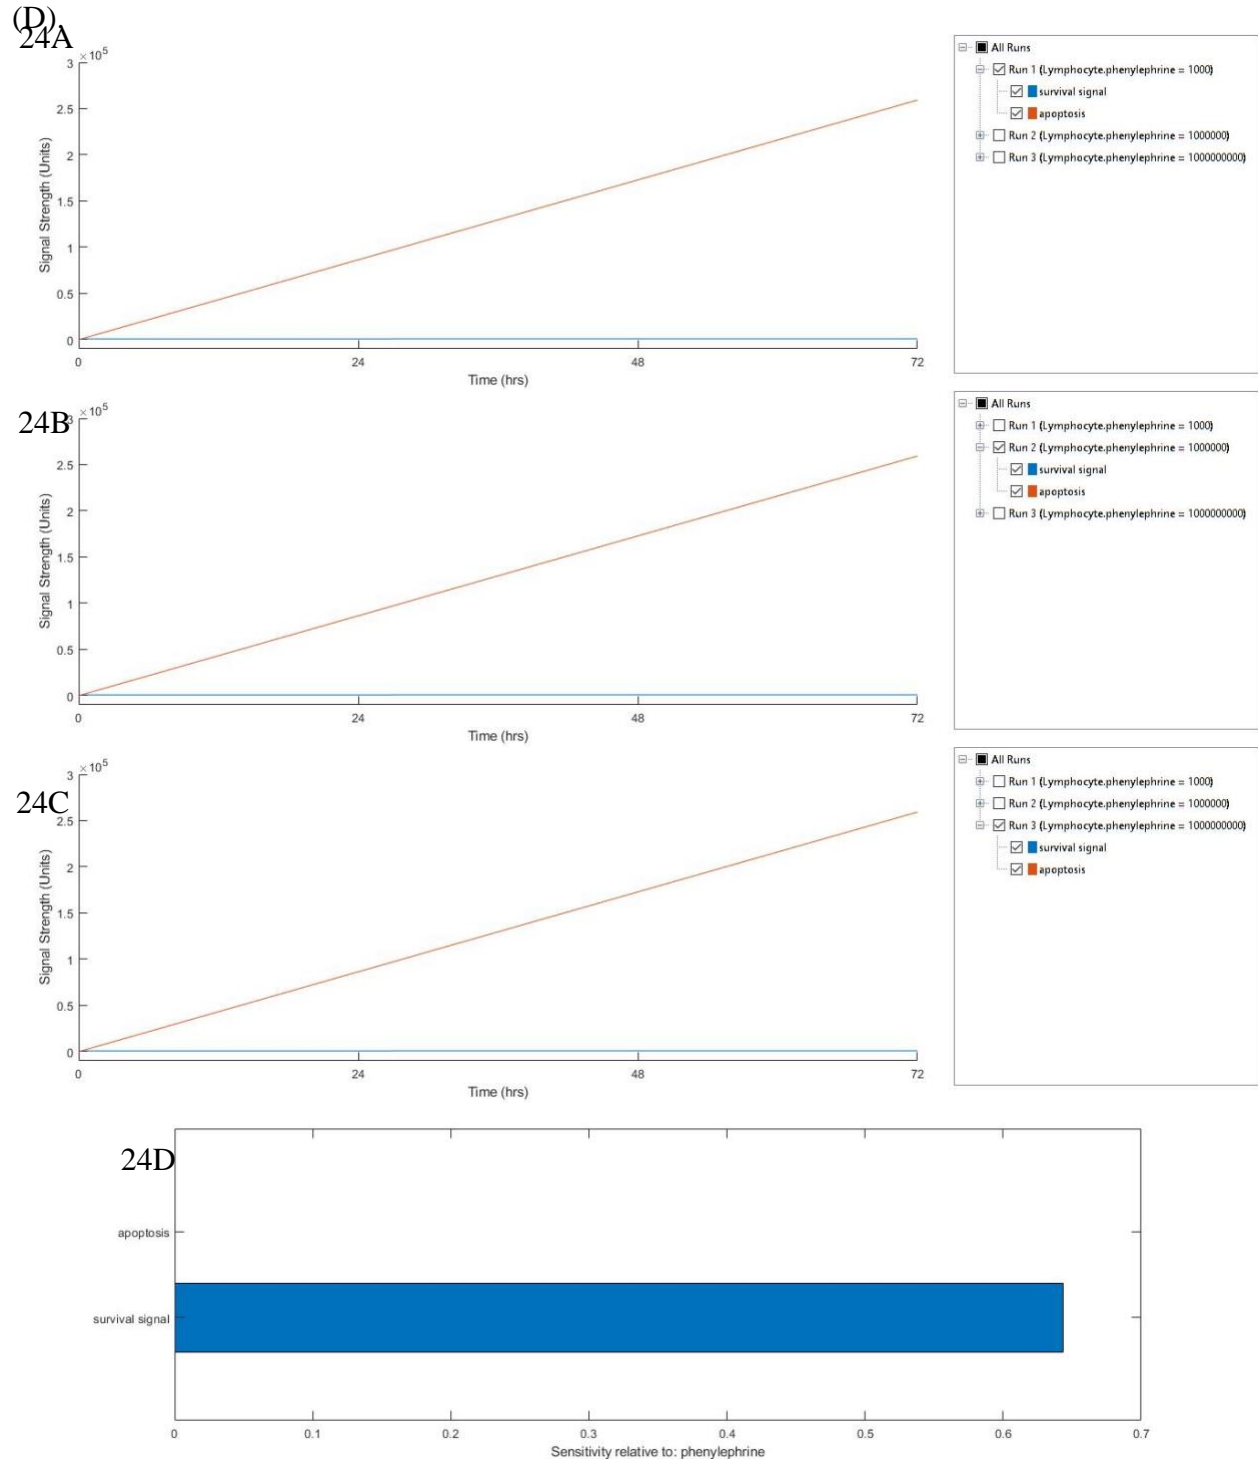 (D).
24A
×10⁵
3
2.5
2
1.5
1
0.5
0
Signal Strength (Units)
0 24 48 72
Time (hrs)
All Runs
Run 1 (Lymphocyte.phenylephrine = 1000)
survival signal
apoptosis
Run 2 (Lymphocyte.phenylephrine = 1000000)
Run 3 (Lymphocyte.phenylephrine = 1000000000)
24B
×10⁵
3
2.5
2
1.5
1
0.5
0
Signal Strength (Units)
0 24 48 72
Time (hrs)
All Runs
Run 1 (Lymphocyte.phenylephrine = 1000)
Run 2 (Lymphocyte.phenylephrine = 1000000)
survival signal
apoptosis
Run 3 (Lymphocyte.phenylephrine = 1000000000)
24C
×10⁵
3
2.5
2
1.5
1
0.5
0
Signal Strength (Units)
0 24 48 72
Time (hrs)
All Runs
Run 1 (Lymphocyte.phenylephrine = 1000)
Run 2 (Lymphocyte.phenylephrine = 1000000)
Run 3 (Lymphocyte.phenylephrine = 1000000000)
survival signal
apoptosis
24D
apoptosis
survival signal
0 0.1 0.2 0.3 0.4 0.5 0.6 0.7
Sensitivity relative to: phenylephrine